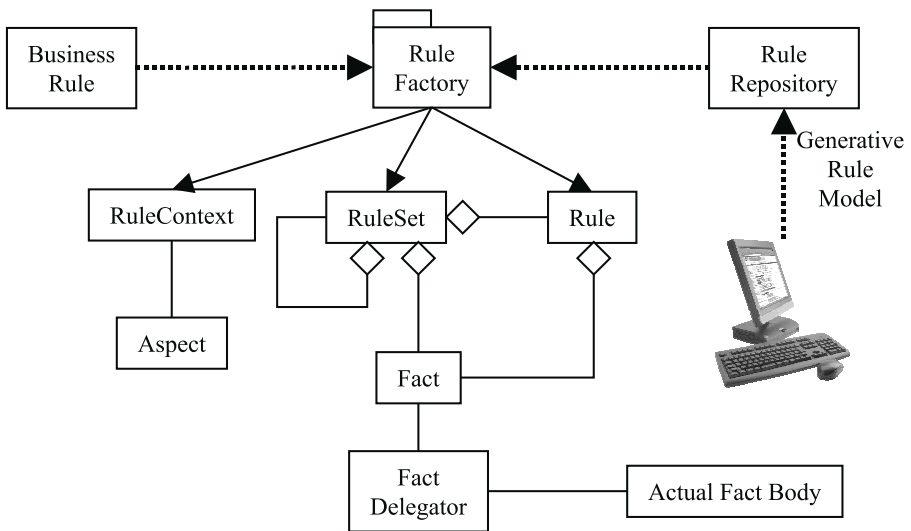 Business
Rule
Rule
Factory
Rule
Repository
Generative
Rule
Model
RuleContext
RuleSet
Rule
Aspect
Fact
Fact
Delegator
Actual Fact Body